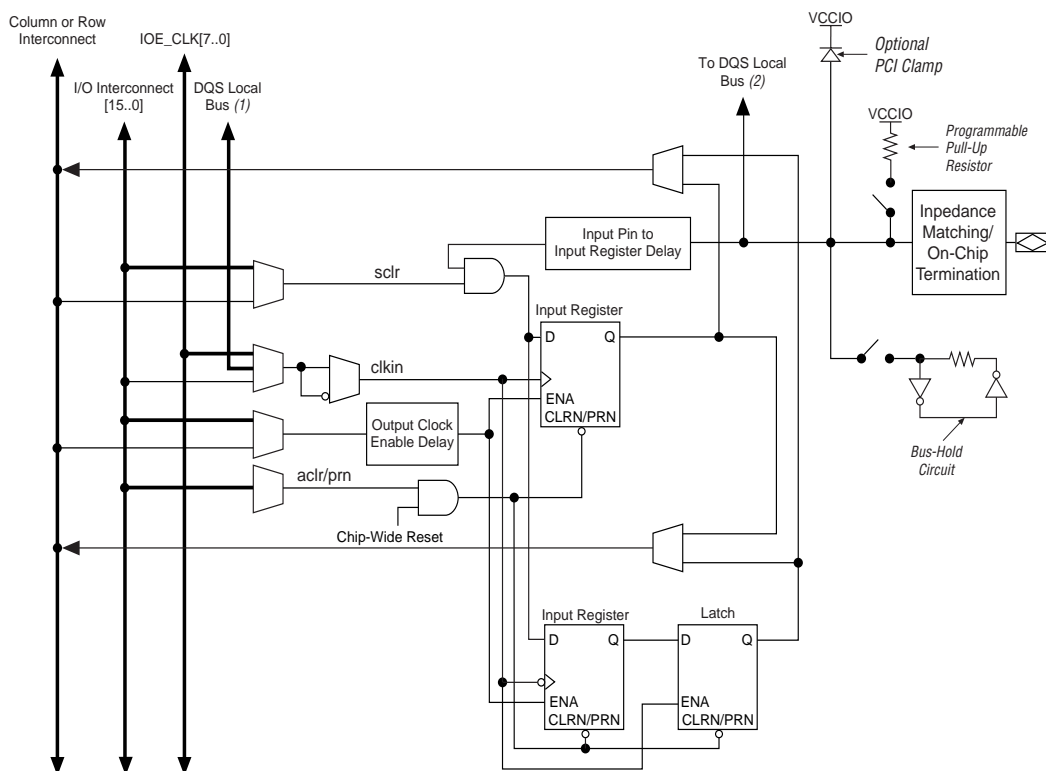 Column or Row
Interconnect
IOE_CLK[7..0]
I/O Interconnect
[15..0]
DQS Local
Bus (1)
To DQS Local
Bus (2)
VCCIO
Optional
PCI Clamp
VCCIO
Programmable
Pull-Up
Resistor
Input Pin to
Input Register Delay
Inpedance
Matching/
On-Chip
Termination
sclr
Input Register
D
Q
clkin
ENA
CLRN/PRN
Output Clock
Enable Delay
aclr/prn
Chip-Wide Reset
Bus-Hold
Circuit
Input Register
Latch
D
Q
D
Q
ENA
CLRN/PRN
ENA
CLRN/PRN